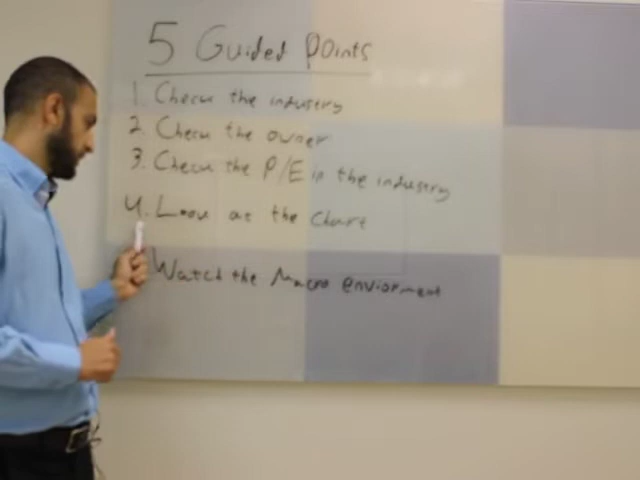 5 Guided Points
1. Check the industry
2. Check the owner
3. Check the P/E in the industry
4. Look at the Chart
Watch the Macro enviorment